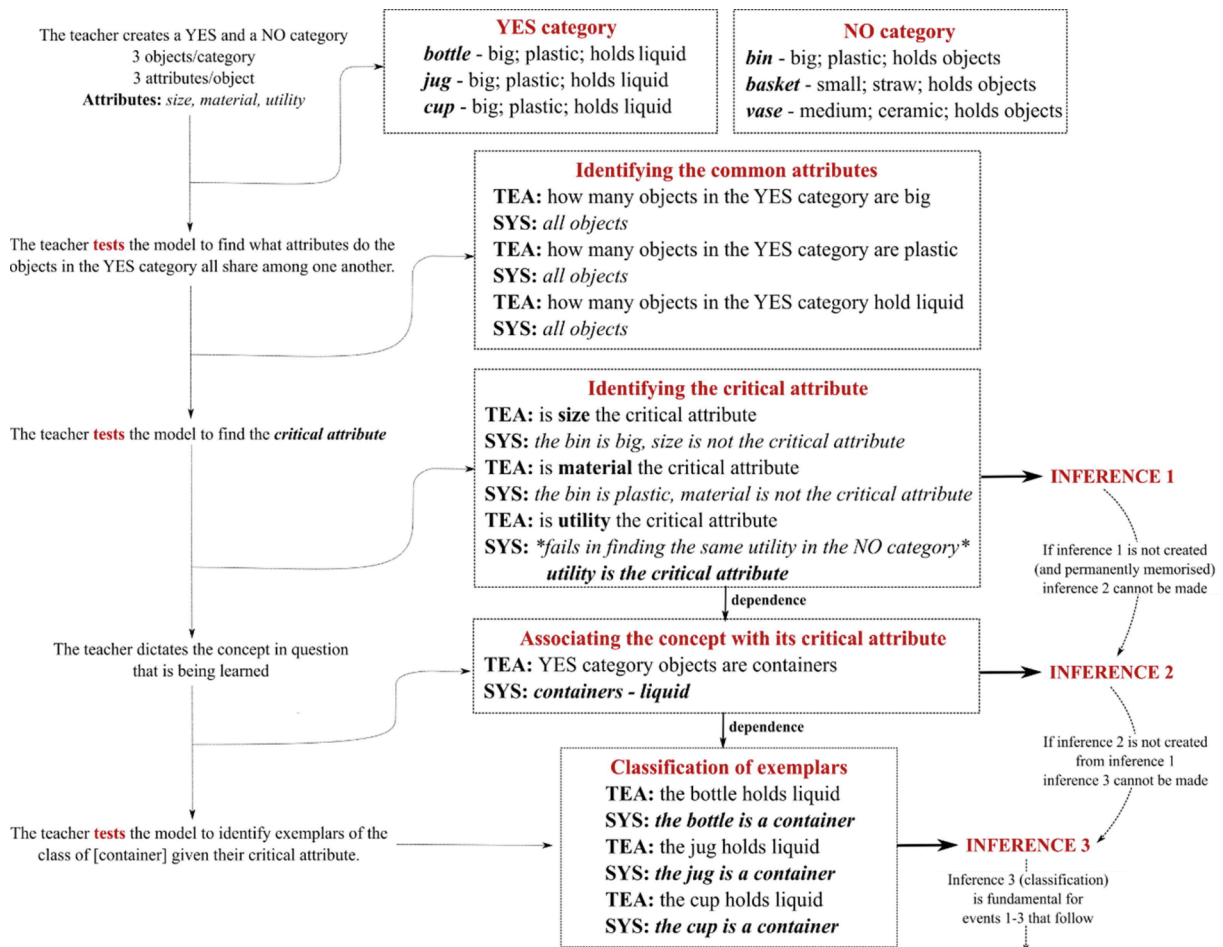 The teacher creates a YES and a NO category
3 objects/category
3 attributes/object
Attributes: size, material, utility
YES category
bottle - big; plastic; holds liquid
jug - big; plastic; holds liquid
cup - big; plastic; holds liquid
NO category
bin - big; plastic; holds objects
basket - small; straw; holds objects
vase - medium; ceramic; holds objects
The teacher tests the model to find what attributes do the
objects in the YES category all share among one another.
Identifying the common attributes
TEA: how many objects in the YES category are big
SYS: all objects
TEA: how many objects in the YES category are plastic
SYS: all objects
TEA: how many objects in the YES category hold liquid
SYS: all objects
The teacher tests the model to find the critical attribute
Identifying the critical attribute
TEA: is size the critical attribute
SYS: the bin is big, size is not the critical attribute
TEA: is material the critical attribute
SYS: the bin is plastic, material is not the critical attribute
TEA: is utility the critical attribute
SYS: *fails in finding the same utility in the NO category*
utility is the critical attribute
INFERENCE 1
If inference 1 is not created
(and permanently memorised)
inference 2 cannot be made
dependence
The teacher dictates the concept in question
that is being learned
Associating the concept with its critical attribute
TEA: YES category objects are containers
SYS: containers - liquid
INFERENCE 2
dependence
If inference 2 is not created
from inference 1
inference 3 cannot be made
The teacher tests the model to identify exemplars of the
class of [container] given their critical attribute.
Classification of exemplars
TEA: the bottle holds liquid
SYS: the bottle is a container
TEA: the jug holds liquid
SYS: the jug is a container
TEA: the cup holds liquid
SYS: the cup is a container
INFERENCE 3
Inference 3 (classification)
is fundamental for
events 1-3 that follow